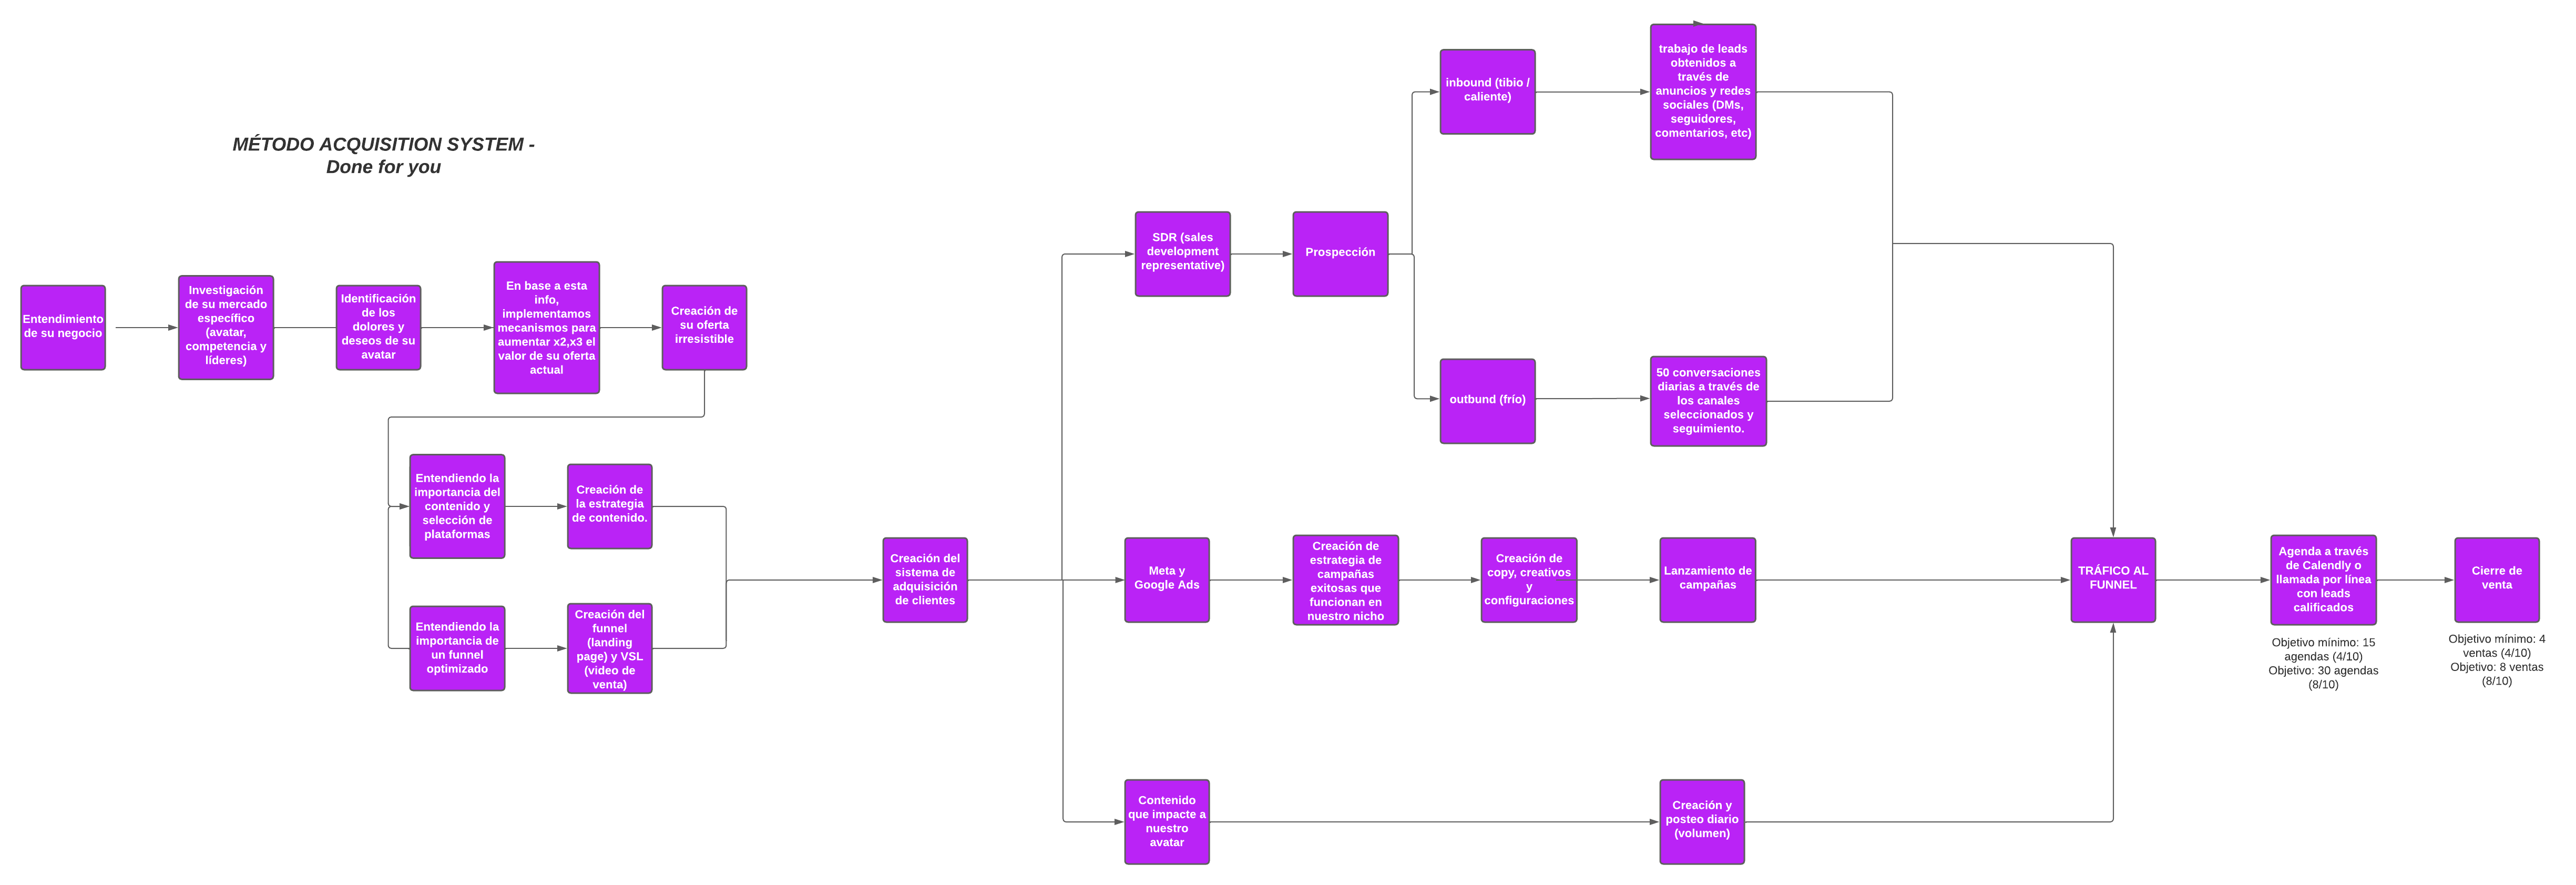 MÉTODO ACQUISITION SYSTEM -
Done for you
Entendimiento
de su negocio
Investigación
de su mercado
específico
(avatar,
competencia y
líderes)
Identificación
de los
dolores y
deseos de su
avatar
En base a esta
info,
implementamos
mecanismos para
aumentar x2,x3 el
valor de su oferta
actual
Creación de
su oferta
irresistible
Entendiendo la
importancia del
contenido y
selección de
plataformas
Creación de
la estrategia
de contenido.
Entendiendo la
importancia de
un funnel
optimizado
Creación del
funnel
(landing
page) y VSL
(video de
venta)
Creación del
sistema de
adquisición
de clientes
SDR (sales
development
representative)
Prospección
inbound (tibio /
caliente)
trabajo de leads
obtenidos a
través de
anuncios y redes
sociales (DMs,
seguidores,
comentarios, etc)
outbund (frío)
50 conversaciones
diarias a través de
los canales
seleccionados y
seguimiento.
Meta y
Google Ads
Creación de
estrategia de
campañas
exitosas que
funcionan en
nuestro nicho
Creación de
copy, creativos
y
configuraciones
Lanzamiento de
campañas
Contenido
que impacte a
nuestro
avatar
Creación y
posteo diario
(volumen)
TRÁFICO AL
FUNNEL
Agenda a través
de Calendly o
llamada por línea
con leads
calificados
Objetivo mínimo: 15
agendas (4/10)
Objetivo: 30 agendas
(8/10)
Cierre de
venta
Objetivo mínimo: 4
ventas (4/10)
Objetivo: 8 ventas
(8/10)